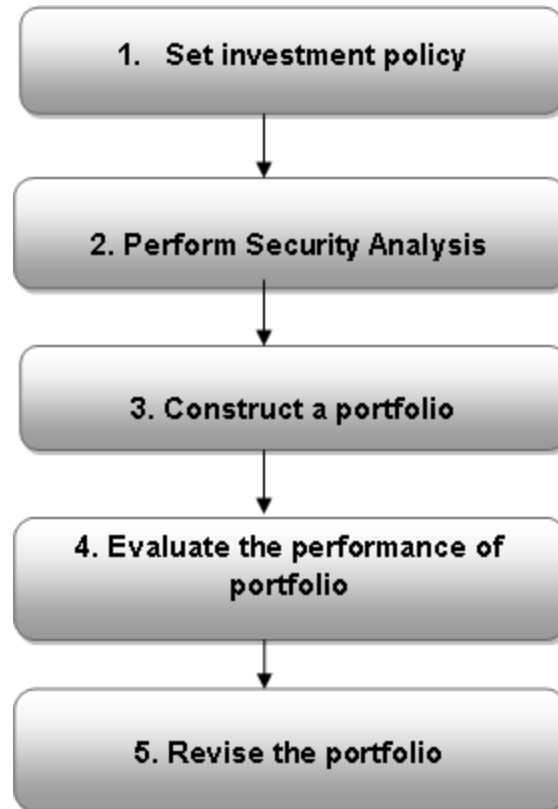 1. Set investment policy
2. Perform Security Analysis
3. Construct a portfolio
4. Evaluate the performance of
portfolio
5. Revise the portfolio